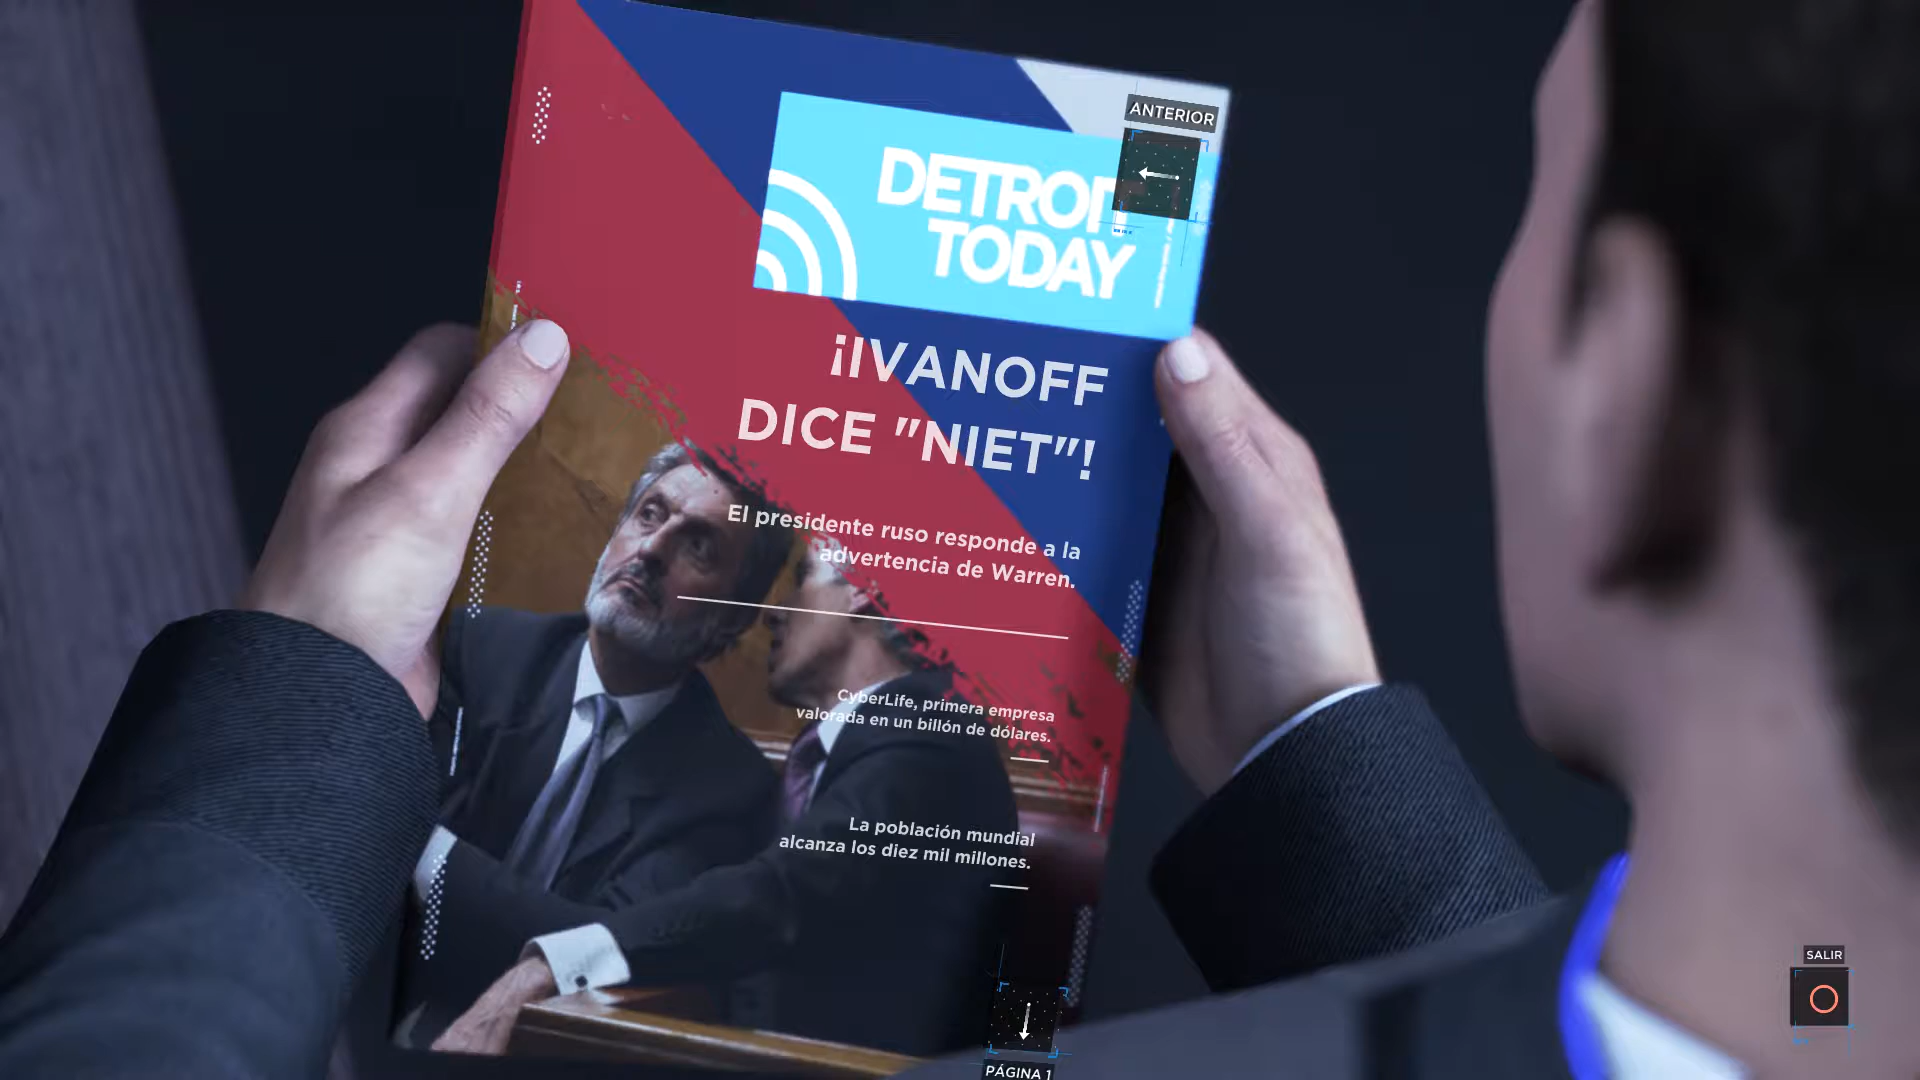 ANTERIOR
DETROIT
TODAY
¡IVANOFF
DICE "NIET"!
El presidente ruso responde a la
advertencia de Warren.
CyberLife, primera empresa
valorada en un billón de dólares.
La población mundial
alcanza los diez mil millones.
SALIR
PÁGINA 1